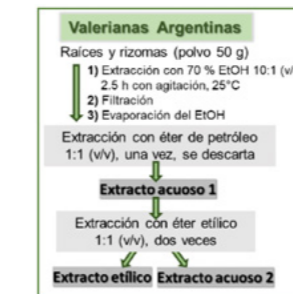 Valerianas Argentinas
Raíces y rizomas (polvo 50 g)
1) Extracción con 70 % EtOH 10:1 (v/
2.5 h con agitación, 25°C
2) Filtración
3) Evaporación del EtOH
Extracción con éter de petróleo
1:1 (v/v), una vez, se descarta
Extracto acuoso 1
Extracción con éter etílico
1:1 (v/v), dos veces
Extracto etílico Extracto acuoso 2